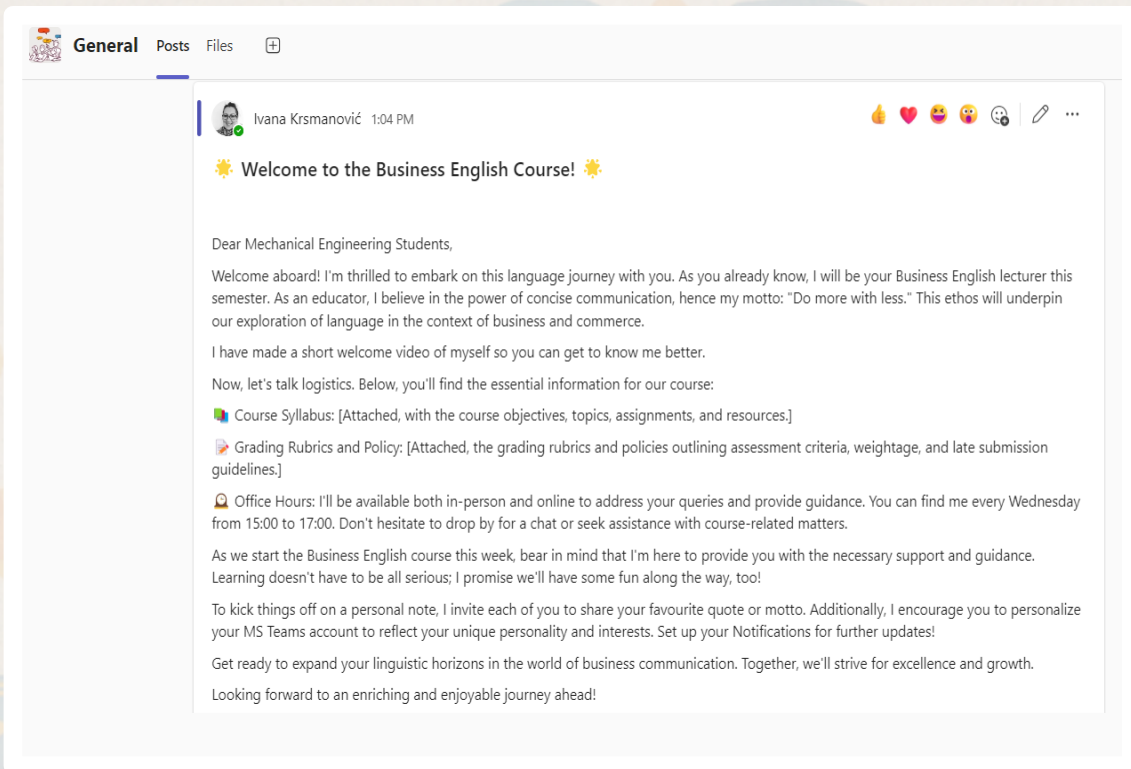 General Posts Files
Ivana Krsmanović 1:04 PM
🌟 Welcome to the Business English Course! 🌟
Dear Mechanical Engineering Students,
Welcome aboard! I'm thrilled to embark on this language journey with you. As you already know, I will be your Business English lecturer this
semester. As an educator, I believe in the power of concise communication, hence my motto: "Do more with less." This ethos will underpin
our exploration of language in the context of business and commerce.
I have made a short welcome video of myself so you can get to know me better.
Now, let's talk logistics. Below, you'll find the essential information for our course:
📚 Course Syllabus: [Attached, with the course objectives, topics, assignments, and resources.]
📝 Grading Rubrics and Policy: [Attached, the grading rubrics and policies outlining assessment criteria, weightage, and late submission
guidelines.]
🕰️ Office Hours: I'll be available both in-person and online to address your queries and provide guidance. You can find me every Wednesday
from 15:00 to 17:00. Don't hesitate to drop by for a chat or seek assistance with course-related matters.
As we start the Business English course this week, bear in mind that I'm here to provide you with the necessary support and guidance.
Learning doesn't have to be all serious; I promise we'll have some fun along the way, too!
To kick things off on a personal note, I invite each of you to share your favourite quote or motto. Additionally, I encourage you to personalize
your MS Teams account to reflect your unique personality and interests. Set up your Notifications for further updates!
Get ready to expand your linguistic horizons in the world of business communication. Together, we'll strive for excellence and growth.
Looking forward to an enriching and enjoyable journey ahead!